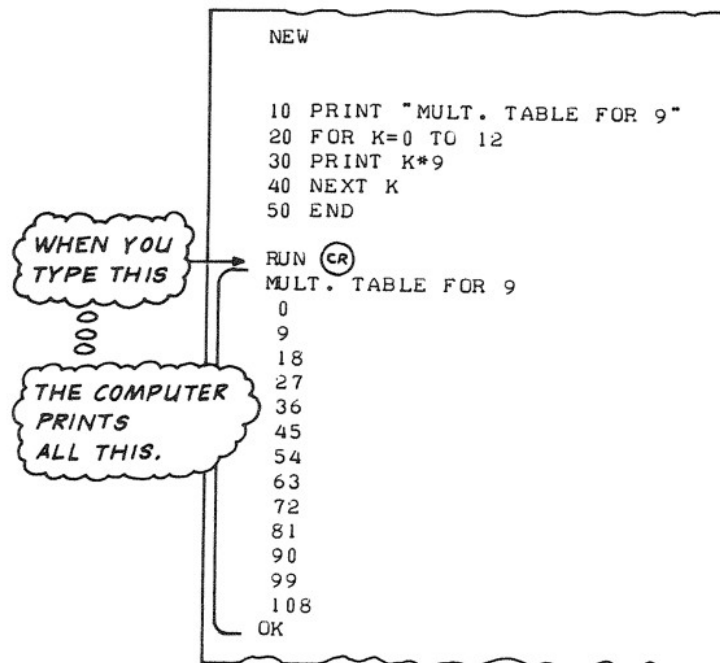 NEW
10 PRINT "MULT. TABLE FOR 9"
20 FOR K=0 TO 12
30 PRINT K*9
40 NEXT K
50 END
WHEN YOU
TYPE THIS
RUN CR
MULT. TABLE FOR 9
0
9
18
27
36
45
54
63
72
81
90
99
108
OK
THE COMPUTER
PRINTS
ALL THIS.